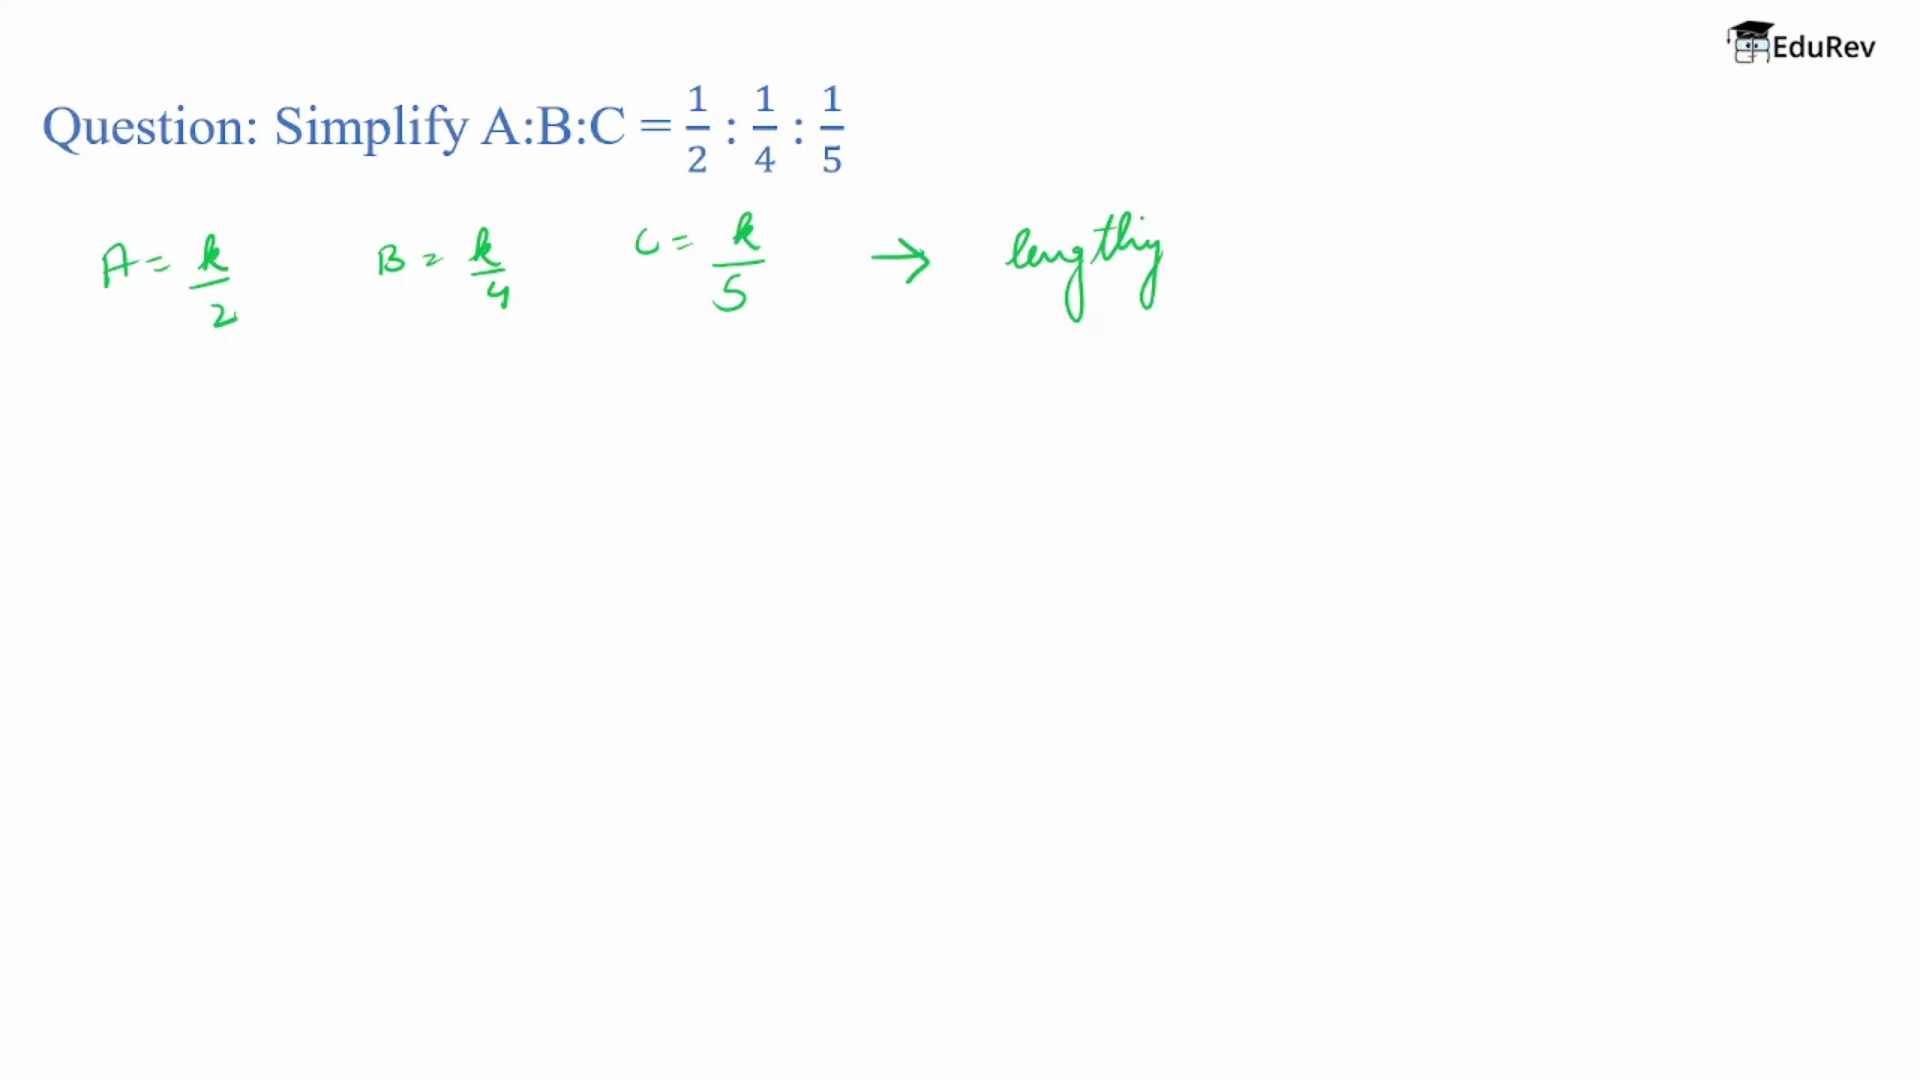 EduRev
Question: Simplify A:B:C = 1/2 : 1/4 : 1/5
A = k/2 B = k/4 C = k/5 → lengthy